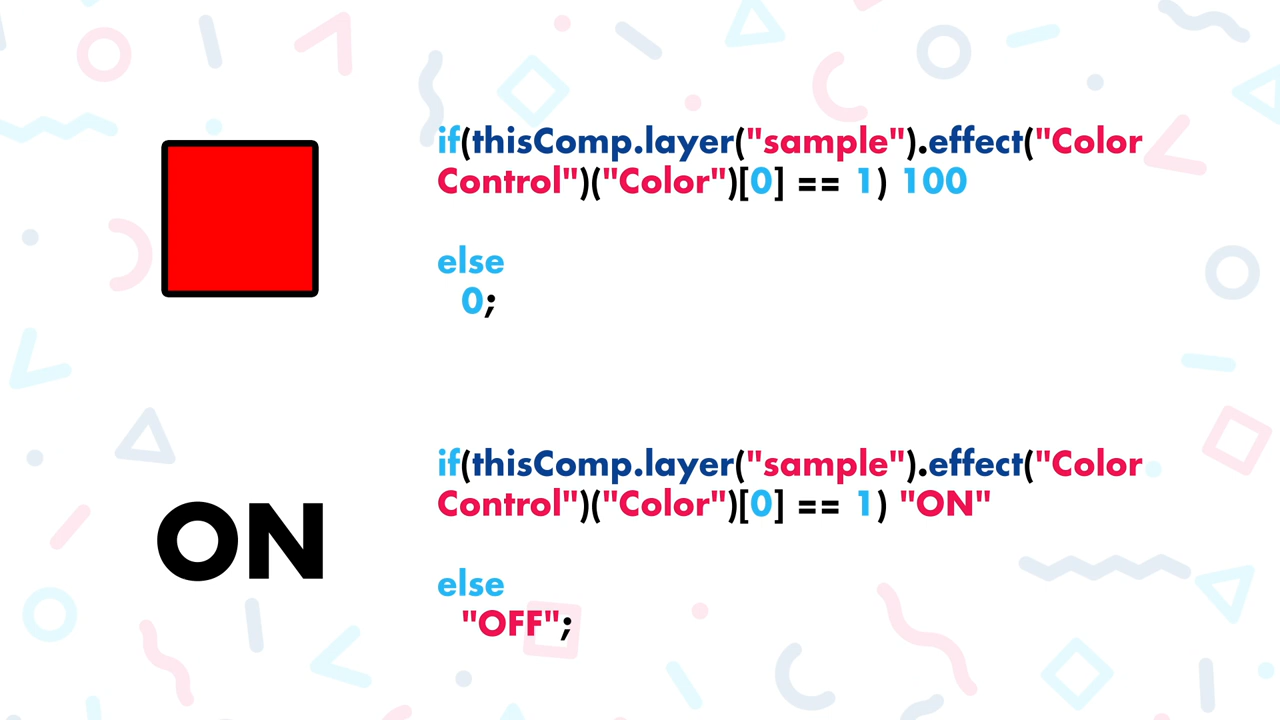 if(thisComp.layer("sample").effect("Color
Control")("Color")[0] == 1) 100
else
0;
ON
if(thisComp.layer("sample").effect("Color
Control")("Color")[0] == 1) "ON"
else
"OFF";